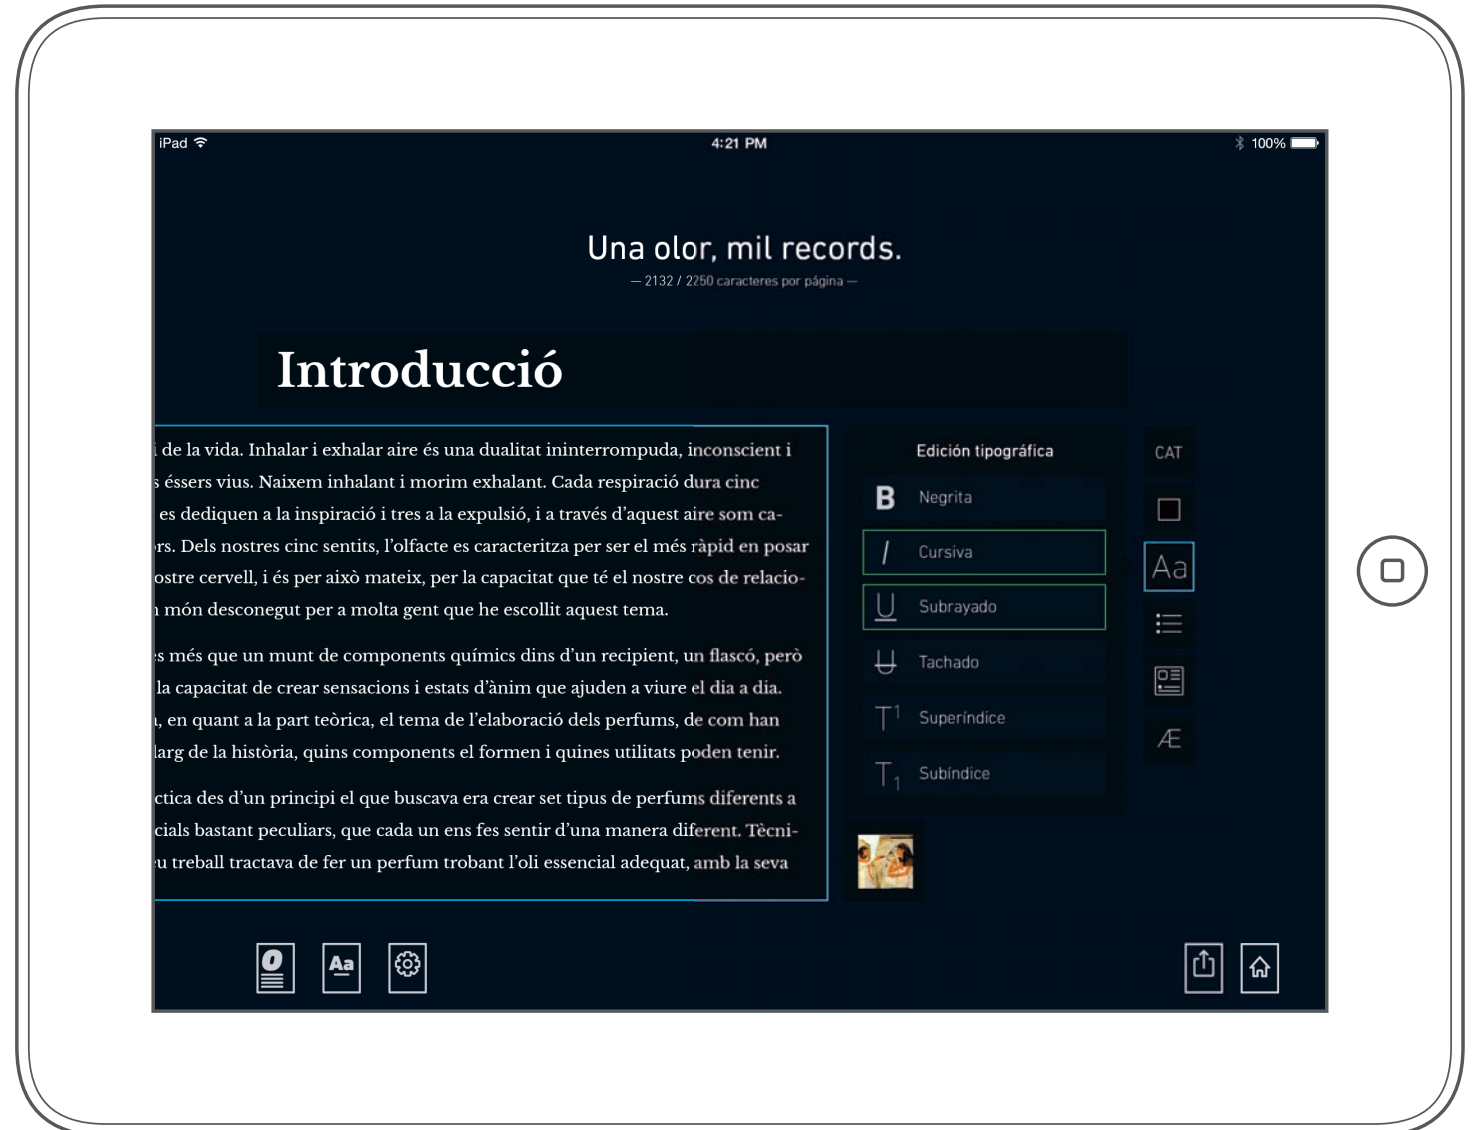 iPad
4:21 PM
100%
Una olor, mil records.
— 2132 / 2250 caracteres por página —
Introducció
i de la vida. Inhalar i exhalar aire és una dualitat ininterrompuda, inconscient i
s éssers vius. Naixem inhalant i morim exhalant. Cada respiració dura cinc
es dediquen a la inspiració i tres a la expulsió, i a través d’aquest aire som ca-
rs. Dels nostres cinc sentits, l’olfacte es caracteritza per ser el més ràpid en posar
ostre cervell, i és per això mateix, per la capacitat que té el nostre cos de relacio-
món desconegut per a molta gent que he escollit aquest tema.
s més que un munt de components químics dins d’un recipient, un flascó, però
la capacitat de crear sensacions i estats d’ànim que ajuden a viure el dia a dia.
, en quant a la part teòrica, el tema de l’elaboració dels perfums, de com han
larg de la història, quins components el formen i quines utilitats poden tenir.
ctica des d’un principi el que buscava era crear set tipus de perfums diferents a
cials bastant peculiars, que cada un ens fes sentir d’una manera diferent. Tècni-
u treball tractava de fer un perfum trobant l’oli essencial adequat, amb la seva
Edición tipográfica
B Negrita
I Cursiva
U Subrayado
U Tachado
T1 Superíndice
T1 Subíndice
CAT
Aa
Æ
O
Aa